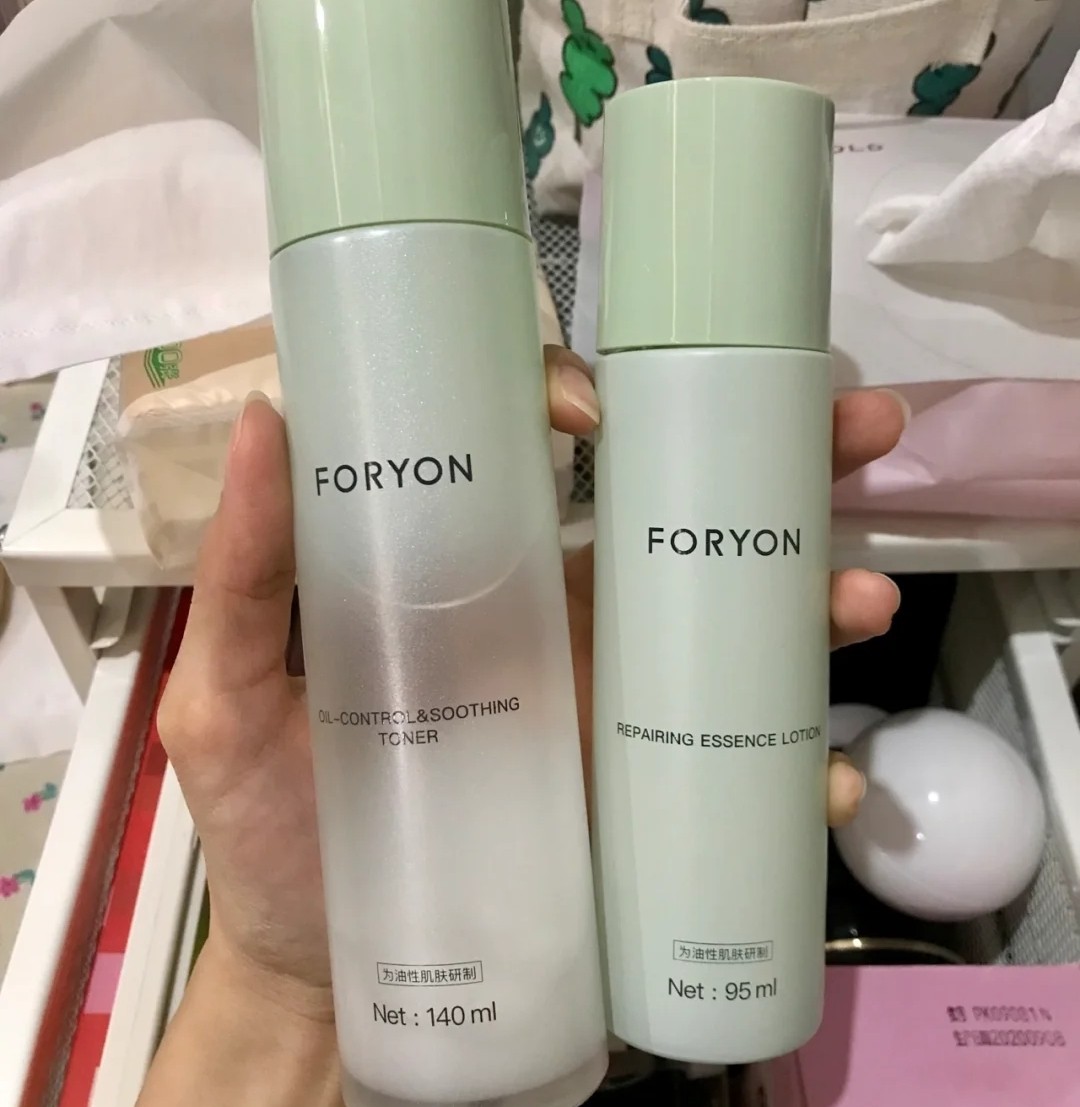 FORYON
OIL-CONTROL&SOOTHING
TONER
为油性肌肤研制
Net : 140 ml
FORYON
REPAIRING ESSENCE LOTION
为油性肌肤研制
Net : 95 ml